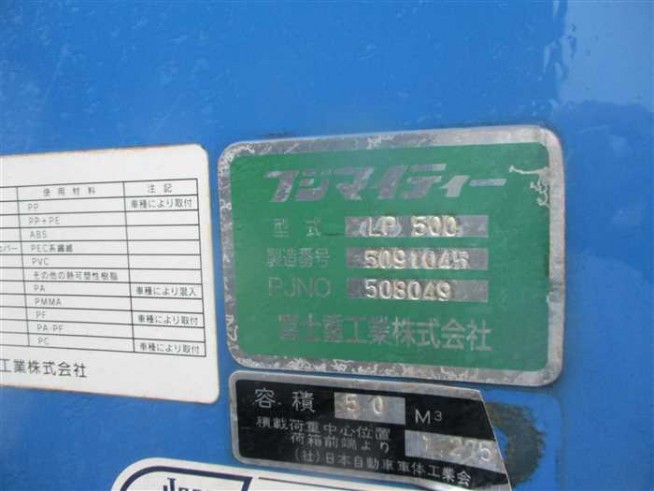 使用材料 注記
PP 車種により取付
PP+PE
ABS
PEC系繊維
PVC
その他の熱可塑性樹脂
PA 車種により混入
PMMA
PF 車種により取付
PA・PF
PC 車種により取付
工業株式会社
フジマイティー
型式 LP 500
製造番号
PJNO 508049
富士重工業株式会社
容積 5.0 M3
積載荷重中心位置
荷箱前端より 1.275
(社)日本自動車車体工業会